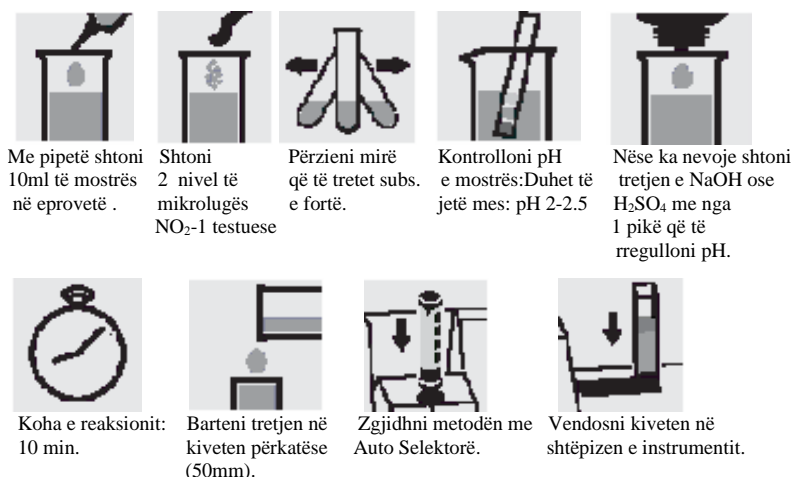 Me pipetë shtoni
10ml të mostrës
në eprovetë .
Shtoni
2 nivel të
mikrolugës
NO₂-1 testuese
Përzieni mirë
që të tretet subs.
e fortë.
Kontrolloni pH
e mostrës:Duhet të
jetë mes: pH 2-2.5
Nëse ka nevoje shtoni
tretjen e NaOH ose
H₂SO₄ me nga
1 pikë që të
rregulloni pH.
Koha e reaksionit:
10 min.
Barteni tretjen në
kiveten përkatëse
(50mm).
Zgjidhni metodën me
Auto Selektorë.
Vendosni kiveten në
shtëpizen e instrumentit.